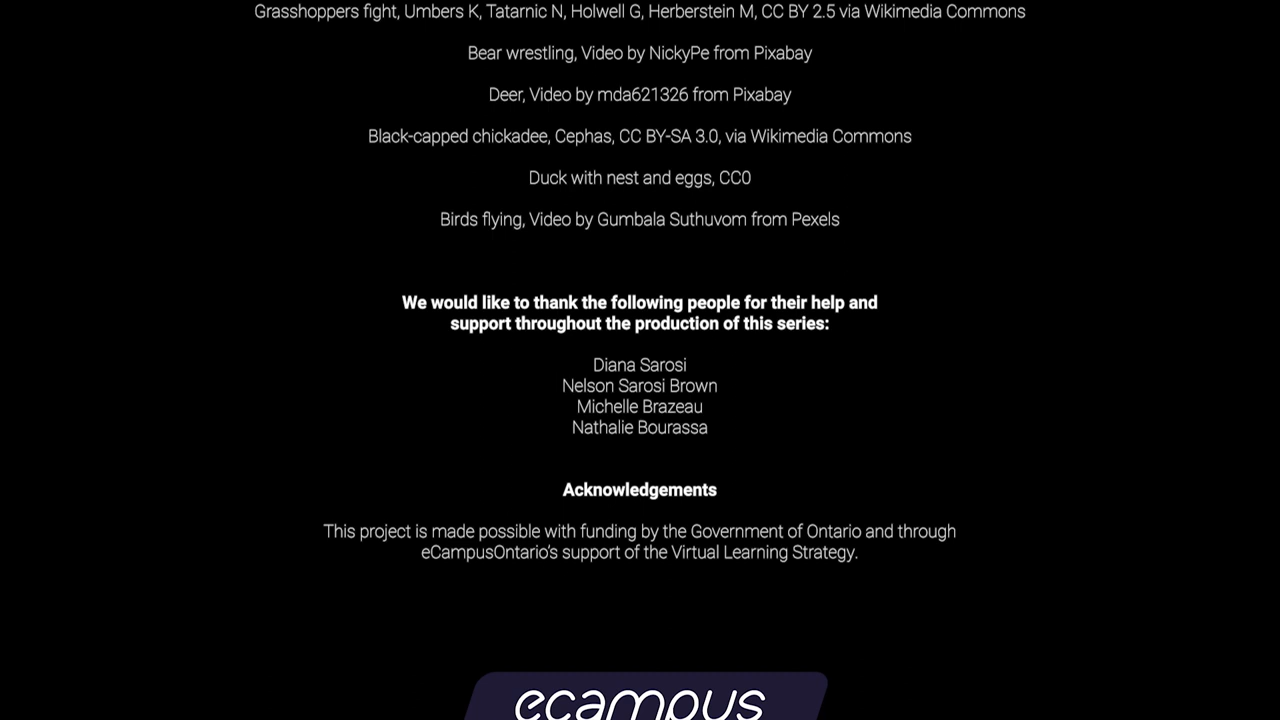 Grasshoppers fight, Umbers K, Tatarnic N, Holwell G, Herberstein M, CC BY 2.5 via Wikimedia Commons
Bear wrestling, Video by NickyPe from Pixabay
Deer, Video by mda621326 from Pixabay
Black-capped chickadee, Cephas, CC BY-SA 3.0, via Wikimedia Commons
Duck with nest and eggs, CC0
Birds flying, Video by Gumbala Suthuvom from Pexels
We would like to thank the following people for their help and
support throughout the production of this series:
Diana Sarosi
Nelson Sarosi Brown
Michelle Brazeau
Nathalie Bourassa
Acknowledgements
This project is made possible with funding by the Government of Ontario and through
eCampusOntario's support of the Virtual Learning Strategy.
ecampus